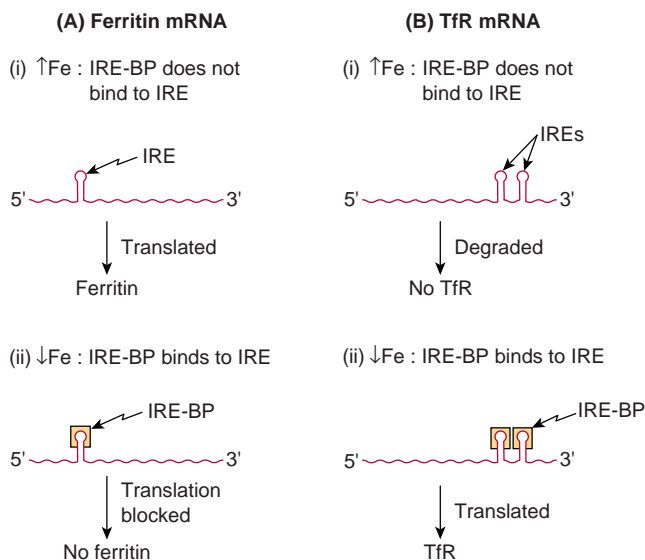 (A) Ferritin mRNA
(i) ↑Fe : IRE-BP does not
bind to IRE
IRE
5' 3'
Translated
Ferritin
(ii) ↓Fe : IRE-BP binds to IRE
IRE-BP
5' 3'
Translation
blocked
No ferritin
(B) TfR mRNA
(i) ↑Fe : IRE-BP does not
bind to IRE
IREs
5' 3'
Degraded
No TfR
(ii) ↓Fe : IRE-BP binds to IRE
IRE-BP
5' 3'
Translated
TfR